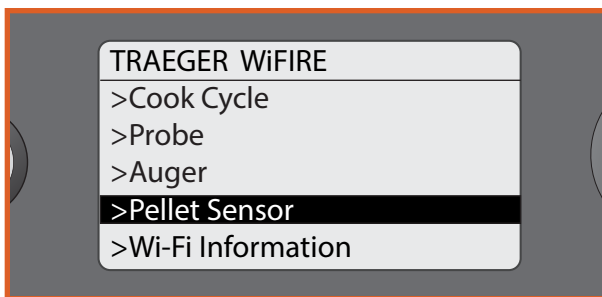 TRAEGER WiFIRE
>Cook Cycle
>Probe
>Auger
>Pellet Sensor
>Wi-Fi Information